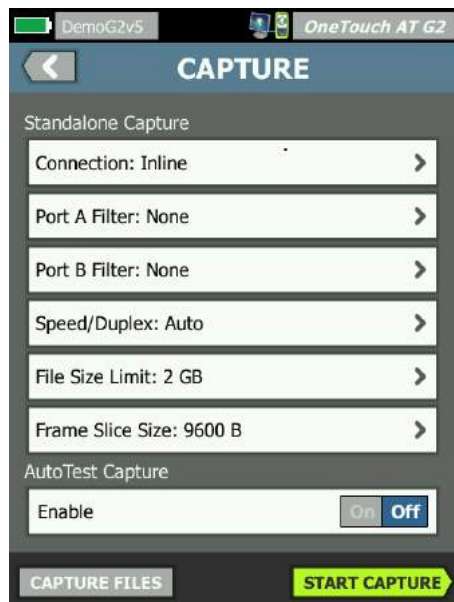 DemoG2v5
OneTouch AT G2
CAPTURE
Standalone Capture
Connection: Inline
Port A Filter: None
Port B Filter: None
Speed/Duplex: Auto
File Size Limit: 2 GB
Frame Slice Size: 9600 B
AutoTest Capture
Enable On Off
CAPTURE FILES START CAPTURE